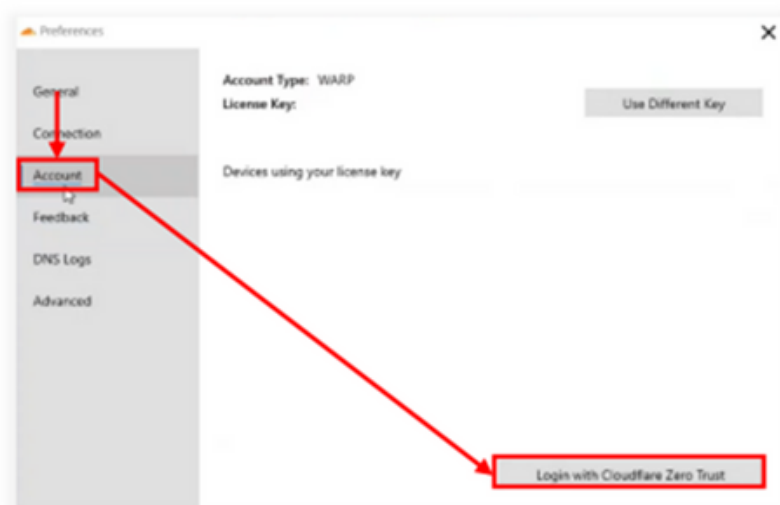 Preferences
General
Connection
Account
Feedback
DNS Logs
Advanced
Account Type: WARP
License Key:
Use Different Key
Devices using your license key
Login with Cloudflare Zero Trust